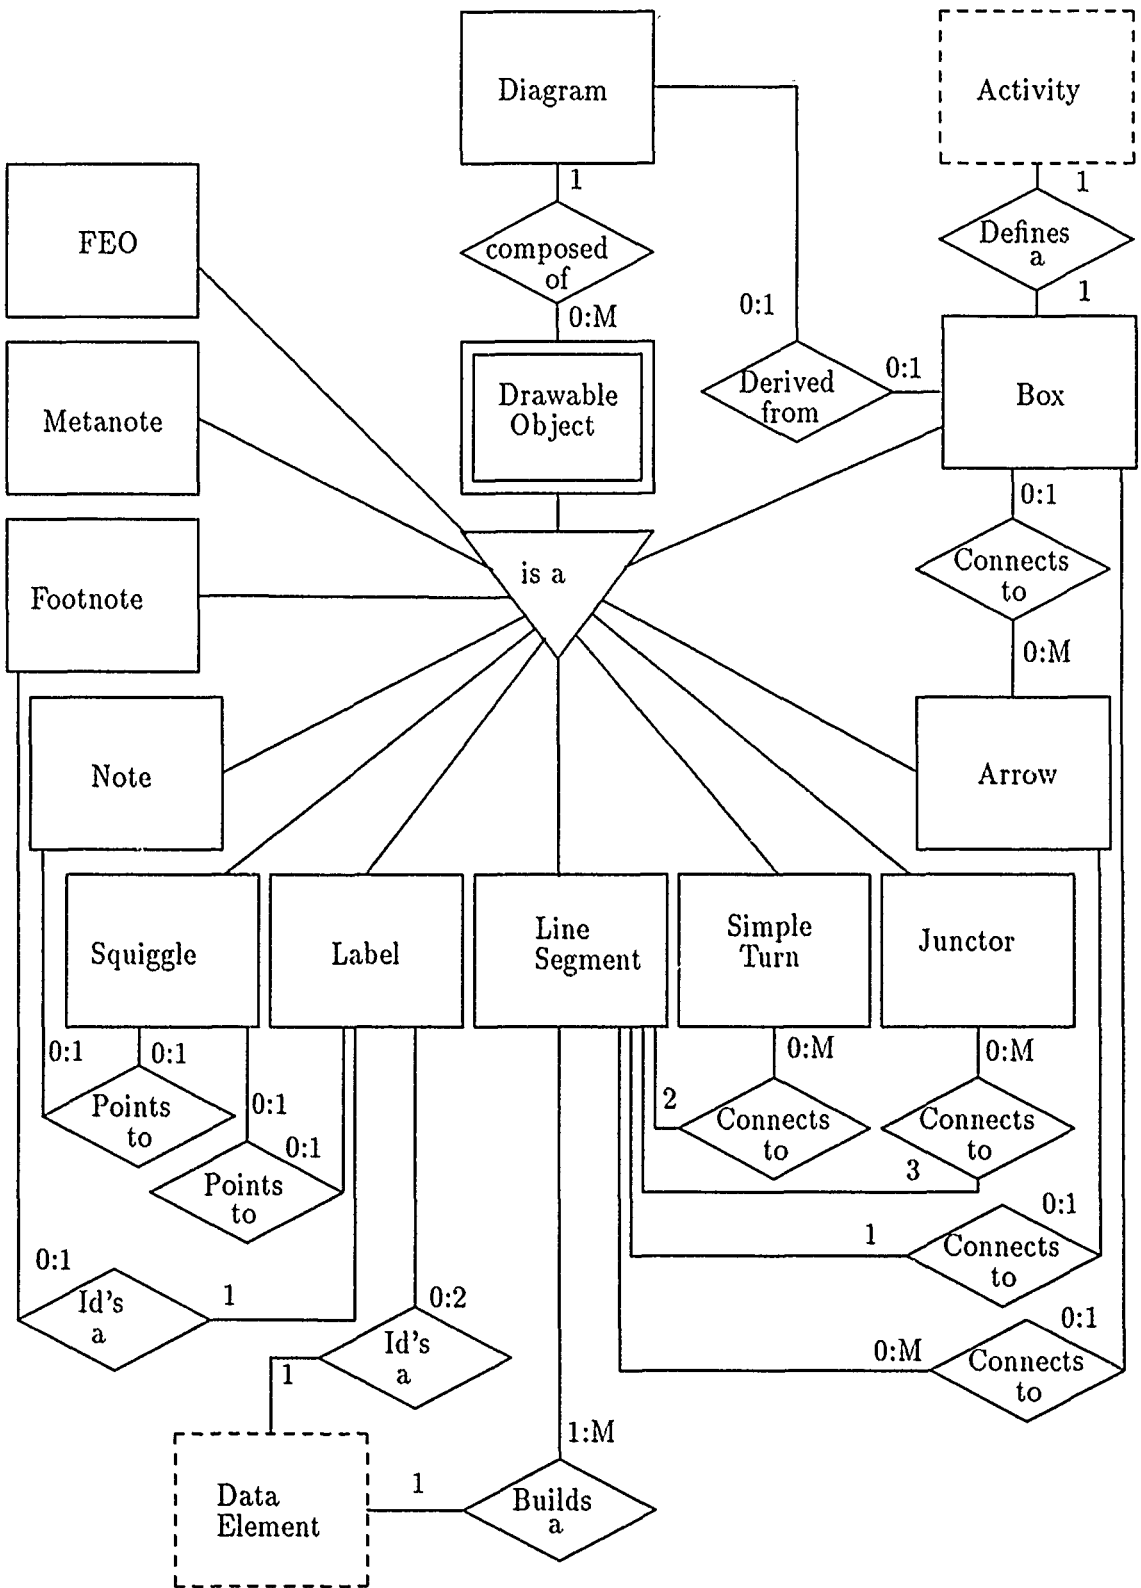 Diagram
Activity
1
1
FEO
composed
of
Defines
a
0:M
0:1
1
Metanote
Drawable
Object
Derived
from
0:1
Box
0:1
Footnote
is a
Connects
to
0:M
Note
Arrow
Squiggle
Label
Line
Segment
Simple
Turn
Junctor
0:1
0:1
0:M
0:M
Points
to
0:1
2
Connects
to
Connects
to
0:1
Points
to
3
0:1
1
Connects
to
0:1
Id's
a
1
0:2
0:1
0:M
Connects
to
Id's
a
1
1:M
Data
Element
1
Builds
a